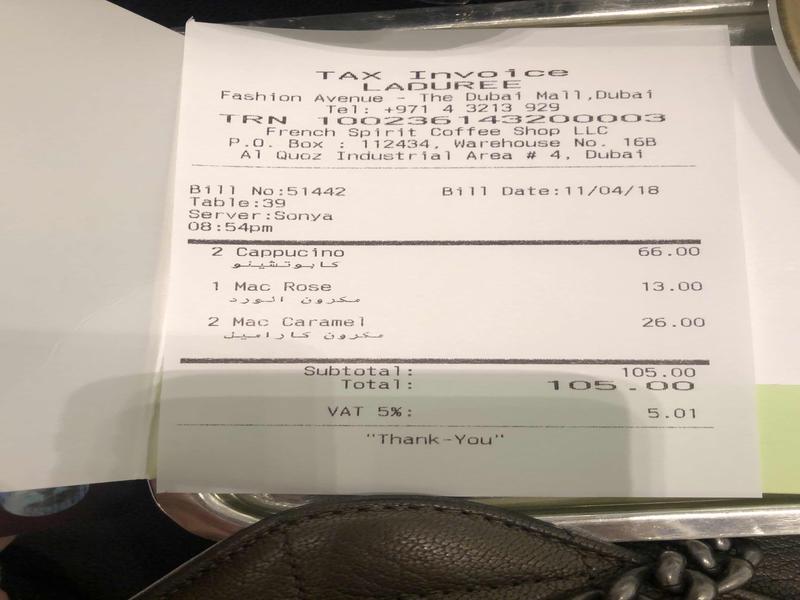 TAX Invoice
LADUREE
Fashion Avenue - The Dubai Mall,Dubai
Tel: +971 4 3213 929
TRN 100236143200003
French Spirit Coffee Shop LLC
P.O. Box : 112434, Warehouse No. 16B
Al Quoz Industrial Area # 4, Dubai
Bill No:51442 Bill Date:11/04/18
Table:39
Server:Sonya
08:54pm
2 Cappucino 66.00
كابوتشينو
1 Mac Rose 13.00
مكرون الورد
2 Mac Caramel 26.00
مكرون كاراميل
Subtotal: 105.00
Total: 105.00
VAT 5%: 5.01
"Thank-You"